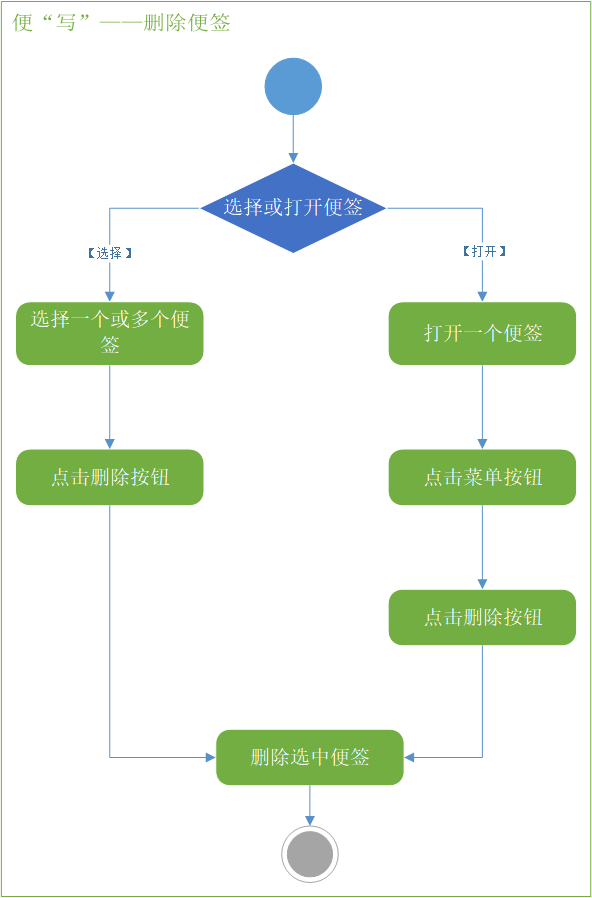 便“写”——删除便签
选择或打开便签
【选择】
【打开】
选择一个或多个便
签
打开一个便签
点击删除按钮
点击菜单按钮
点击删除按钮
删除选中便签